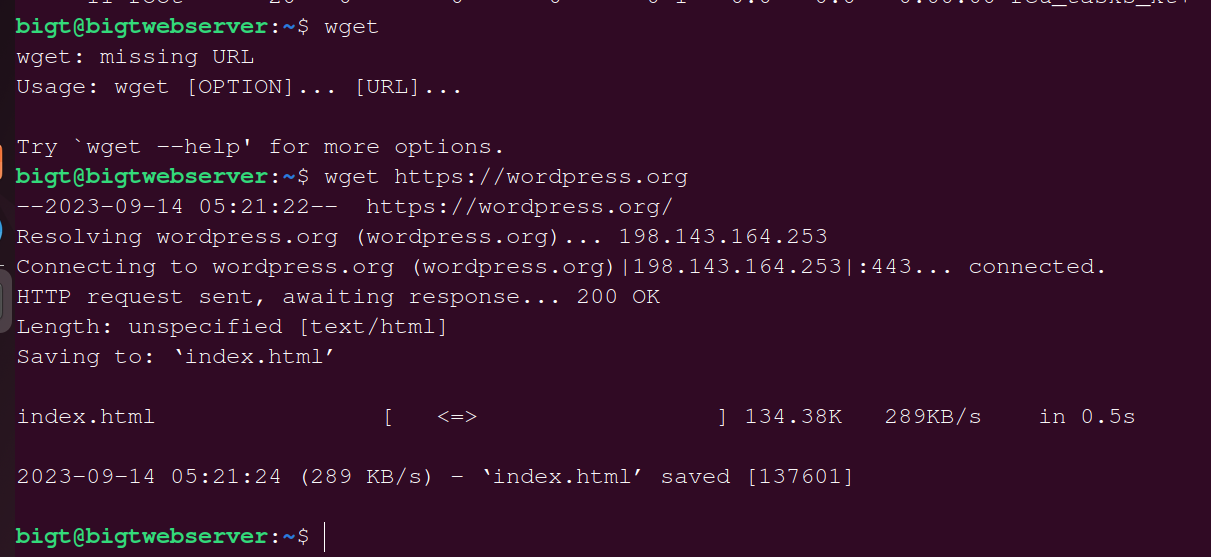 bigt@bigtwebserver:~$ wget
wget: missing URL
Usage: wget [OPTION]... [URL]...
Try `wget --help' for more options.
bigt@bigtwebserver:~$ wget https://wordpress.org
--2023-09-14 05:21:22--  https://wordpress.org/
Resolving wordpress.org (wordpress.org)... 198.143.164.253
Connecting to wordpress.org (wordpress.org)|198.143.164.253|:443... connected.
HTTP request sent, awaiting response... 200 OK
Length: unspecified [text/html]
Saving to: ‘index.html’
index.html                 [   <=>                 ] 134.38K   289KB/s    in 0.5s
2023-09-14 05:21:24 (289 KB/s) - ‘index.html’ saved [137601]
bigt@bigtwebserver:~$